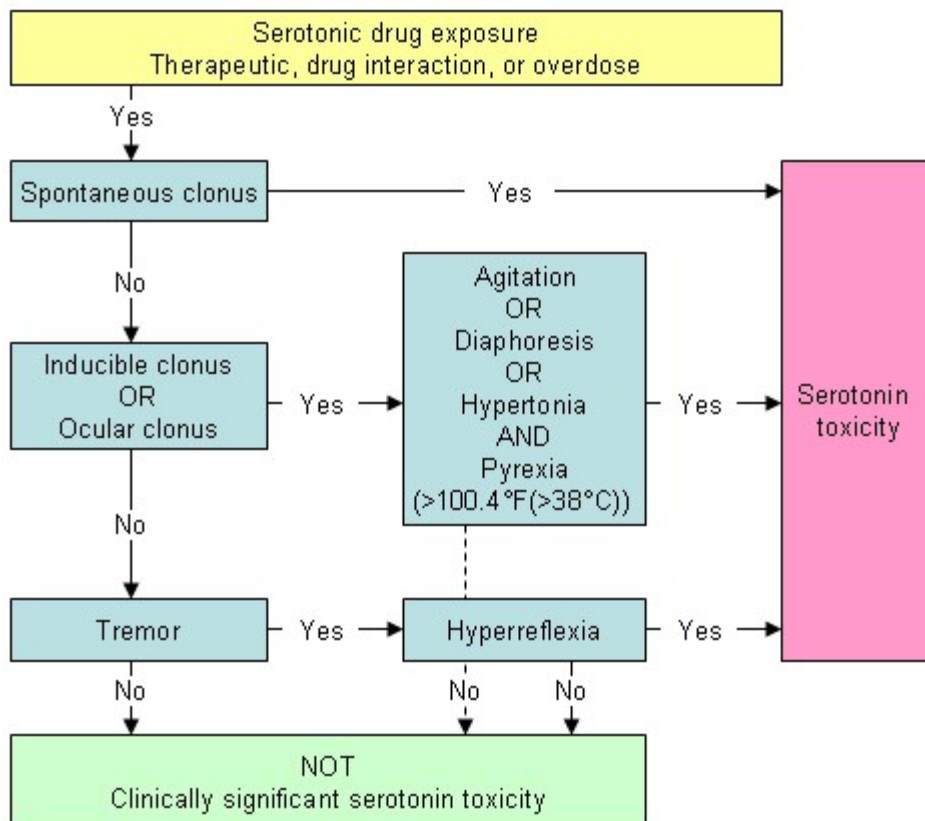 Serotonic drug exposure
Therapeutic, drug interaction, or overdose
Yes
Spontaneous clonus
Yes
No
Agitation
OR
Diaphoresis
OR
Hypertonia
AND
Pyrexia
(>100.4°F(>38°C))
Inducible clonus
OR
Ocular clonus
Yes
Yes
Serotonin
toxicity
No
Tremor
Yes
Hyperreflexia
Yes
No
No
No
NOT
Clinically significant serotonin toxicity